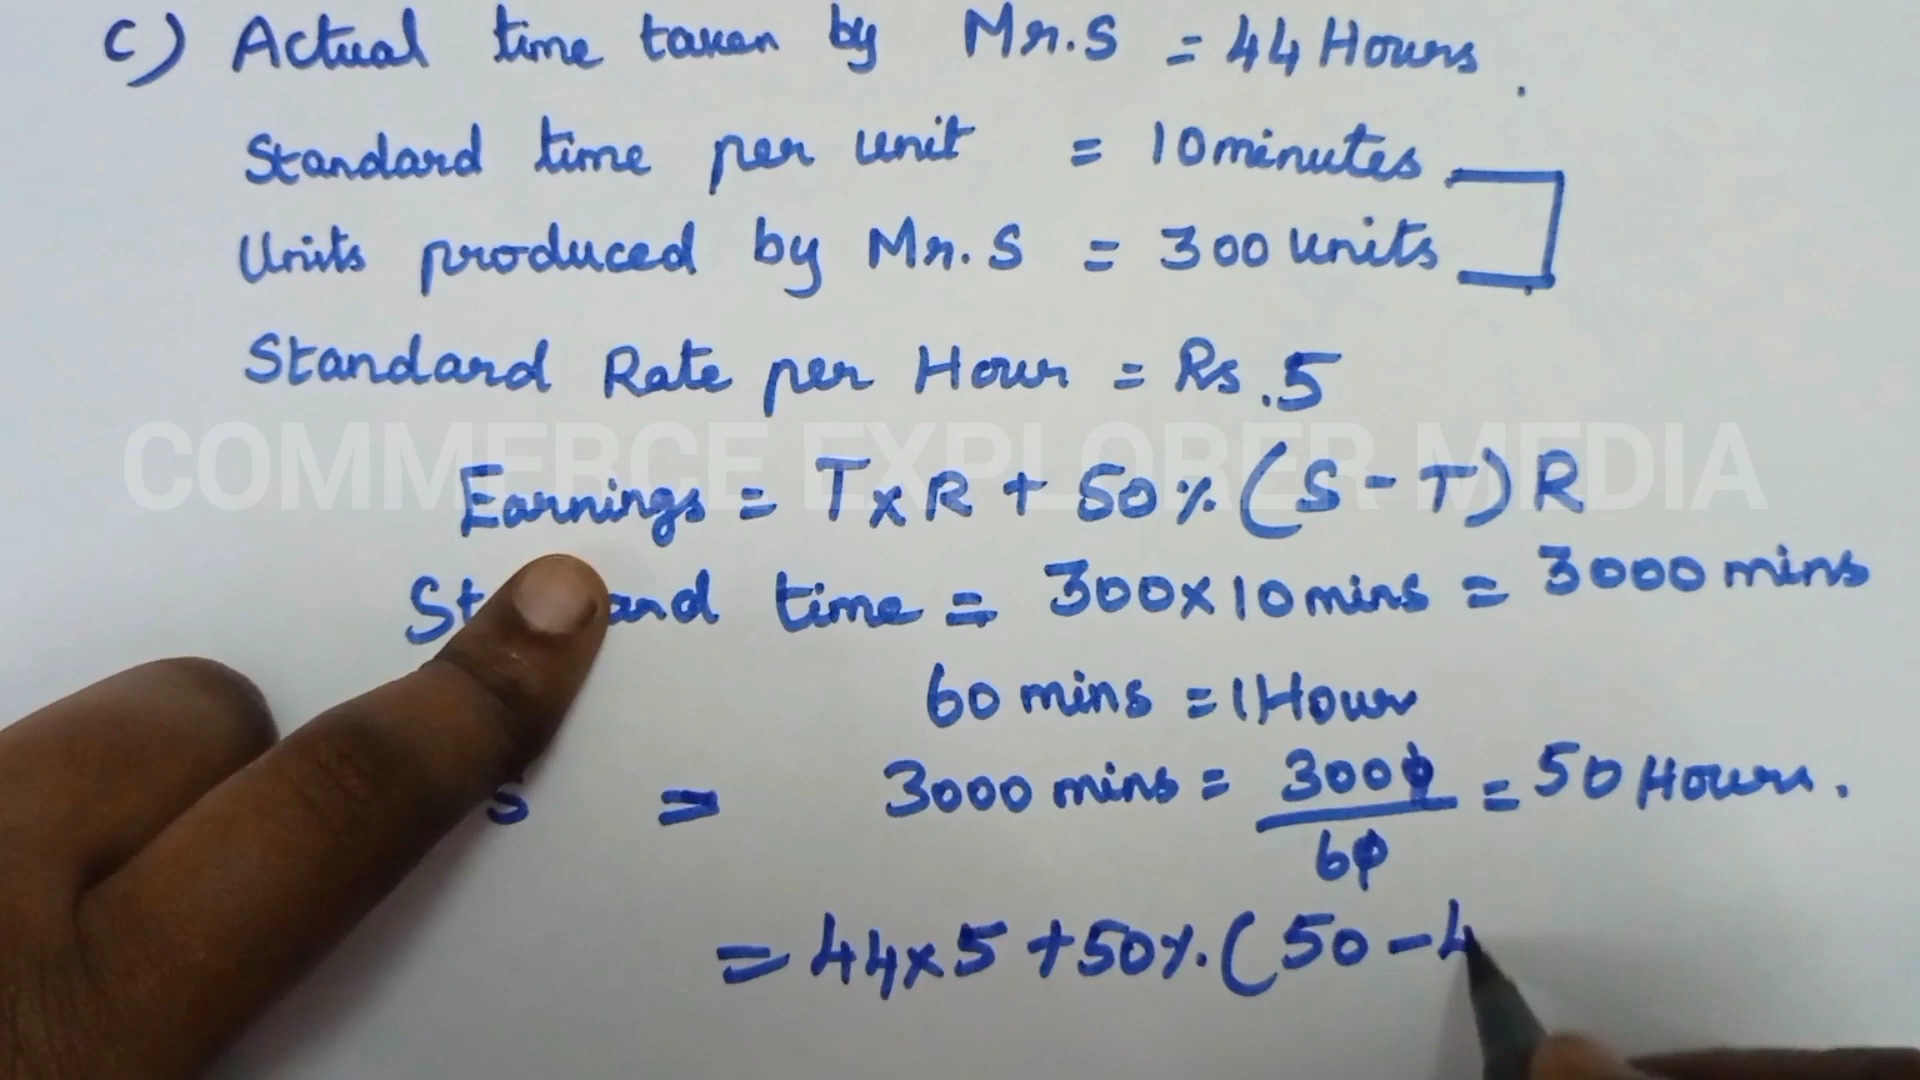 c) Actual time taken by Mr.S = 44 Hours.
Standard time per unit = 10 minutes
Units produced by Mr.S = 300 units
Standard Rate per Hour = Rs.5
COMMERCE EXPLORER MEDIA
Earnings = T x R + 50% (S - T) R
St and time = 300 x 10 mins = 3000 mins
60 mins = 1 Hour
s = 3000 mins = 3000/60 = 50 Hours.
= 44 x 5 + 50% (50 - 4